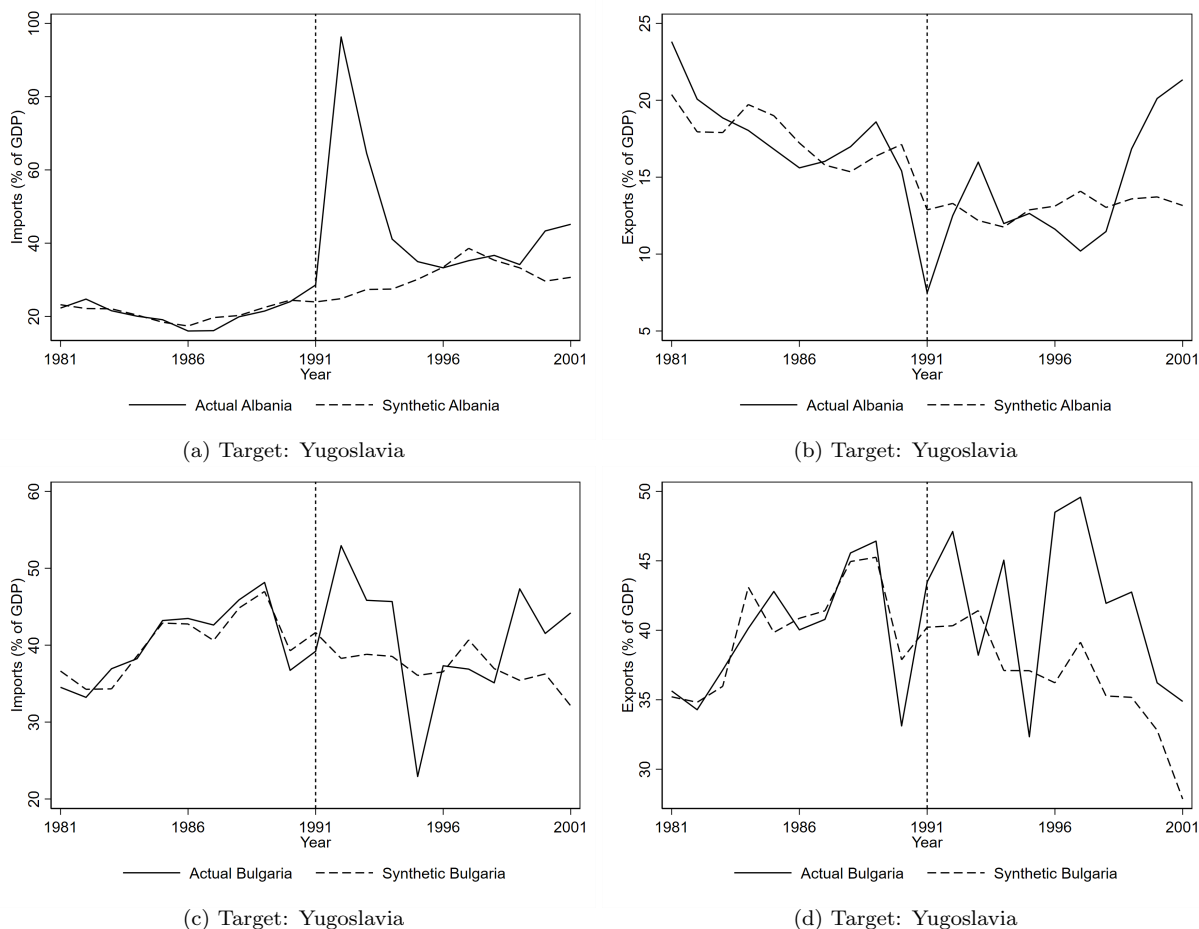 Imports (% of GDP)
100
80
60
40
20
1981 1986 1991 1996 2001
Year
Actual Albania Synthetic Albania
(a) Target: Yugoslavia
Exports (% of GDP)
25
20
15
10
5
1981 1986 1991 1996 2001
Year
Actual Albania Synthetic Albania
(b) Target: Yugoslavia
Imports (% of GDP)
60
50
40
30
20
1981 1986 1991 1996 2001
Year
Actual Bulgaria Synthetic Bulgaria
(c) Target: Yugoslavia
Exports (% of GDP)
50
45
40
35
30
1981 1986 1991 1996 2001
Year
Actual Bulgaria Synthetic Bulgaria
(d) Target: Yugoslavia